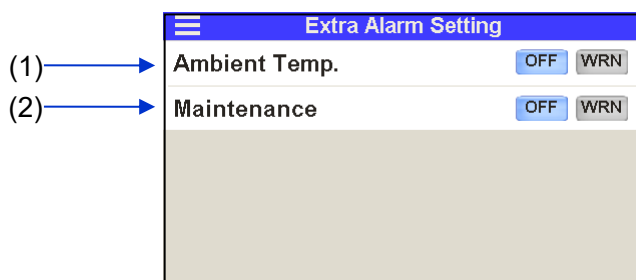 Extra Alarm Setting
(1) Ambient Temp. OFF WRN
(2) Maintenance OFF WRN